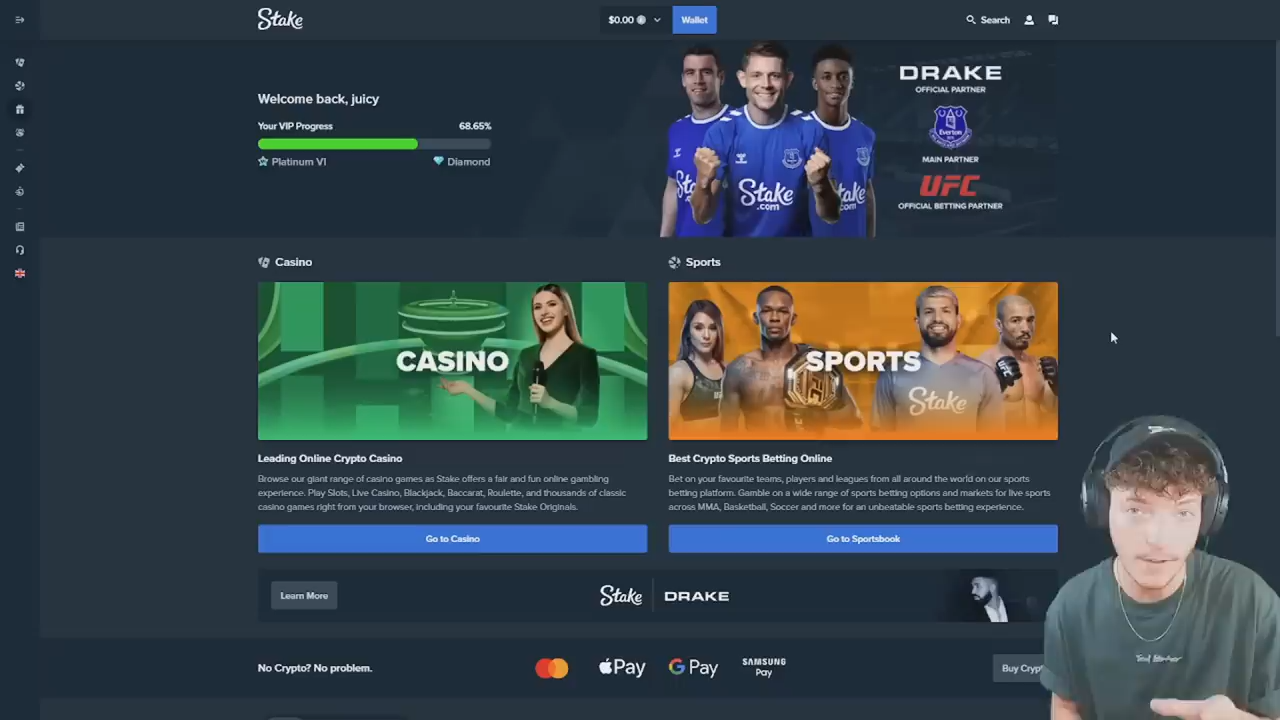 Stake
$0.00
Wallet
Search
Welcome back, juicy
Your VIP Progress
68.65%
Platinum VI
Diamond
DRAKE
OFFICIAL PARTNER
Everton
MAIN PARTNER
UFC
OFFICIAL BETTING PARTNER
Stake
.com
Casino
CASINO
Leading Online Crypto Casino
Browse our giant range of casino games as Stake offers a fair and fun online gambling
experience. Play Slots, Live Casino, Blackjack, Baccarat, Roulette, and thousands of classic
casino games right from your browser, including your favourite Stake Originals.
Go to Casino
Sports
SPORTS
Stake
Best Crypto Sports Betting Online
Bet on your favourite teams, players and leagues from all around the world on our sports
betting platform. Gamble on a wide range of sports betting options and markets for live sports
across MMA, Basketball, Soccer and more for an unbeatable sports betting experience.
Go to Sportsbook
Learn More
Stake
DRAKE
No Crypto? No problem.
Pay
G Pay
SAMSUNG
Pay
Buy Cryp